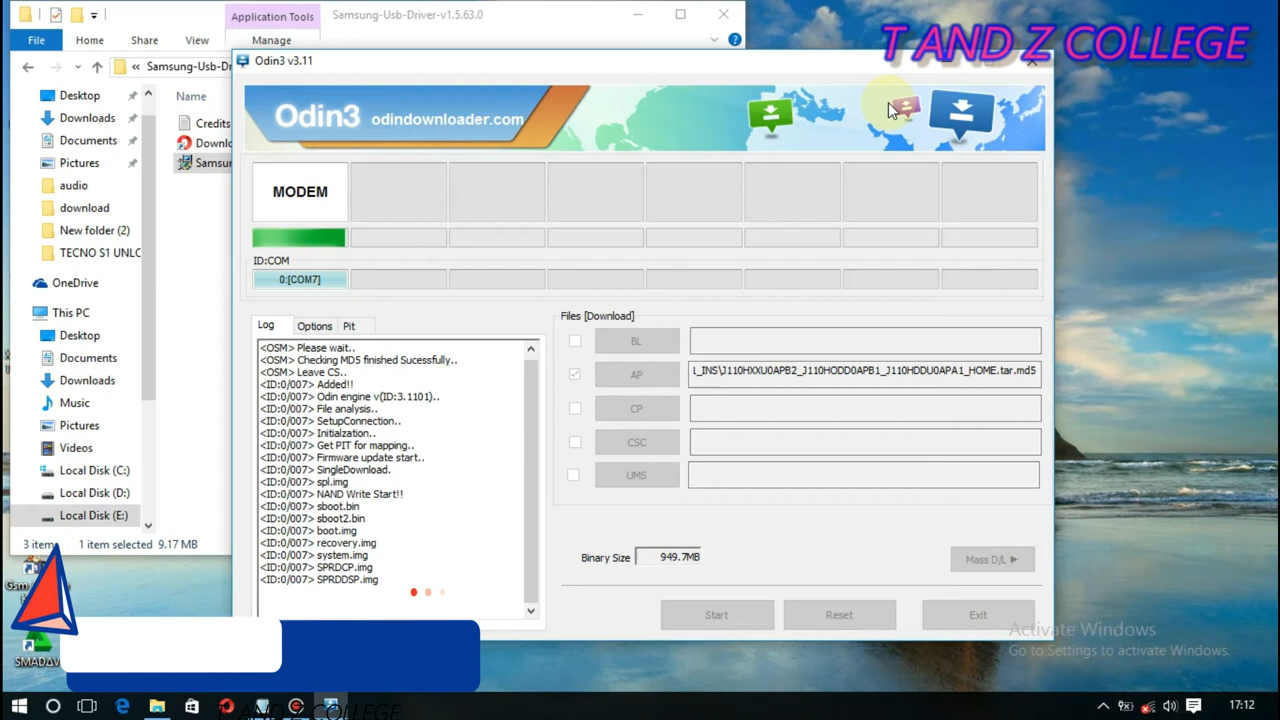 Application Tools
Samsung-Usb-Driver-v1.5.63.0
File
Home
Share
View
Manage
T AND Z COLLEGE
« Samsung-Usb-Dr
Odin3 v3.11
Desktop
Downloads
Documents
Pictures
audio
download
New folder (2)
TECNO S1 UNLC
OneDrive
This PC
Desktop
Documents
Downloads
Music
Pictures
Videos
Local Disk (C:)
Local Disk (D:)
Local Disk (E:)
Name
Credits
Downlo
Samsu
3 items
1 item selected 9.17 MB
Odin3 odindownloader.com
MODEM
ID:COM
0:[COM7]
Log
Options
Pit
<OSM> Please wait..
<OSM> Checking MD5 finished Sucessfully..
<OSM> Leave CS..
<ID:0/007> Added!!
<ID:0/007> Odin engine v(ID:3.1101)..
<ID:0/007> File analysis..
<ID:0/007> SetupConnection..
<ID:0/007> Initialzation..
<ID:0/007> Get PIT for mapping..
<ID:0/007> Firmware update start..
<ID:0/007> SingleDownload.
<ID:0/007> spl.img
<ID:0/007> NAND Write Start!!
<ID:0/007> sboot.bin
<ID:0/007> sboot2.bin
<ID:0/007> boot.img
<ID:0/007> recovery.img
<ID:0/007> system.img
<ID:0/007> SPRDCP.img
<ID:0/007> SPRDDSP.img
Files [Download]
BL
AP
L_INS\J110HXXU0APB2_J110HODD0APB1_J110HDDU0APA1_HOME.tar.md5
CP
CSC
UMS
Binary Size
949.7MB
Mass D/L
Start
Reset
Exit
Activate Windows
Go to Settings to activate Windows.
Gsm
SMADAV
T AND Z COLLEGE
17:12